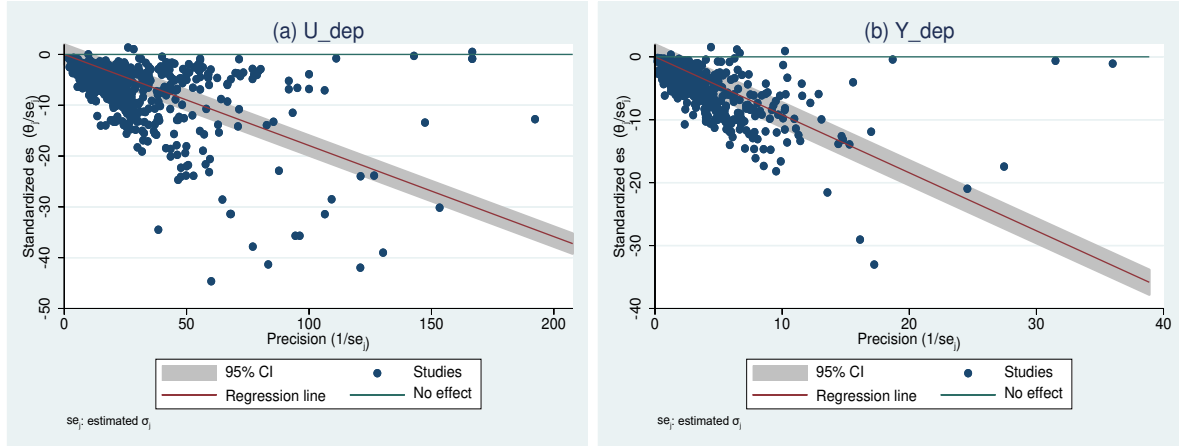 (a) U_dep
Standardized es (θj/sej)
0
-10
-20
-30
-40
-50
0 50 100 150 200
Precision (1/sej)
95% CI Studies
Regression line No effect
sej: estimated σj
(b) Y_dep
Standardized es (θj/sej)
0
-10
-20
-30
-40
0 10 20 30 40
Precision (1/sej)
95% CI Studies
Regression line No effect
sej: estimated σj